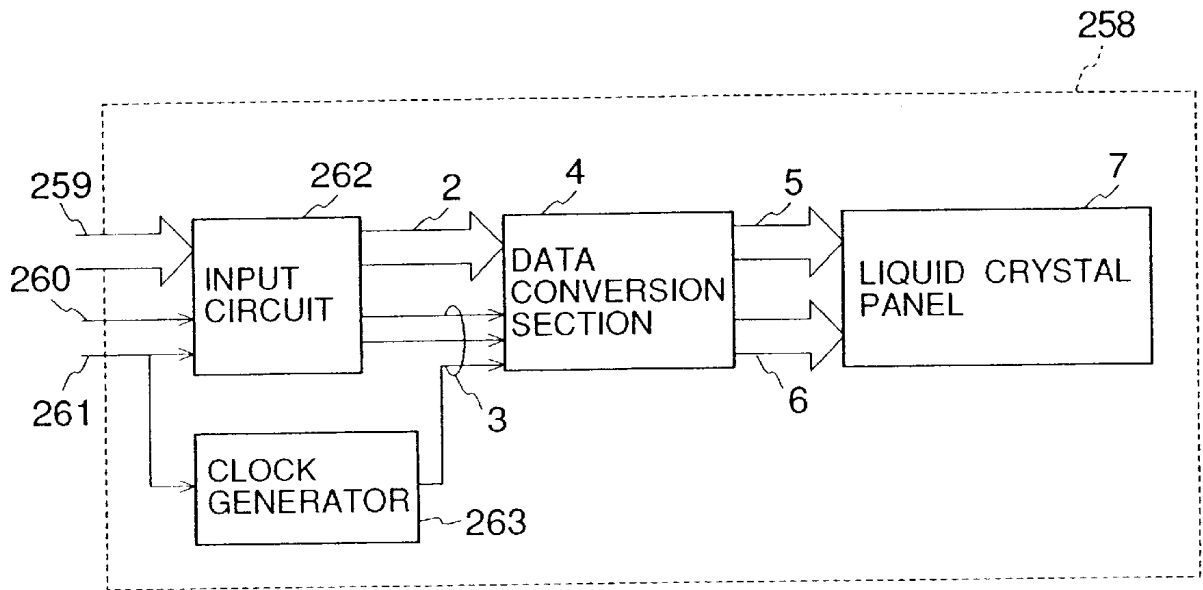 258
259
262
2
4
5
7
260
INPUT
CIRCUIT
DATA
CONVERSION
SECTION
LIQUID CRYSTAL
PANEL
261
3
6
CLOCK
GENERATOR
263